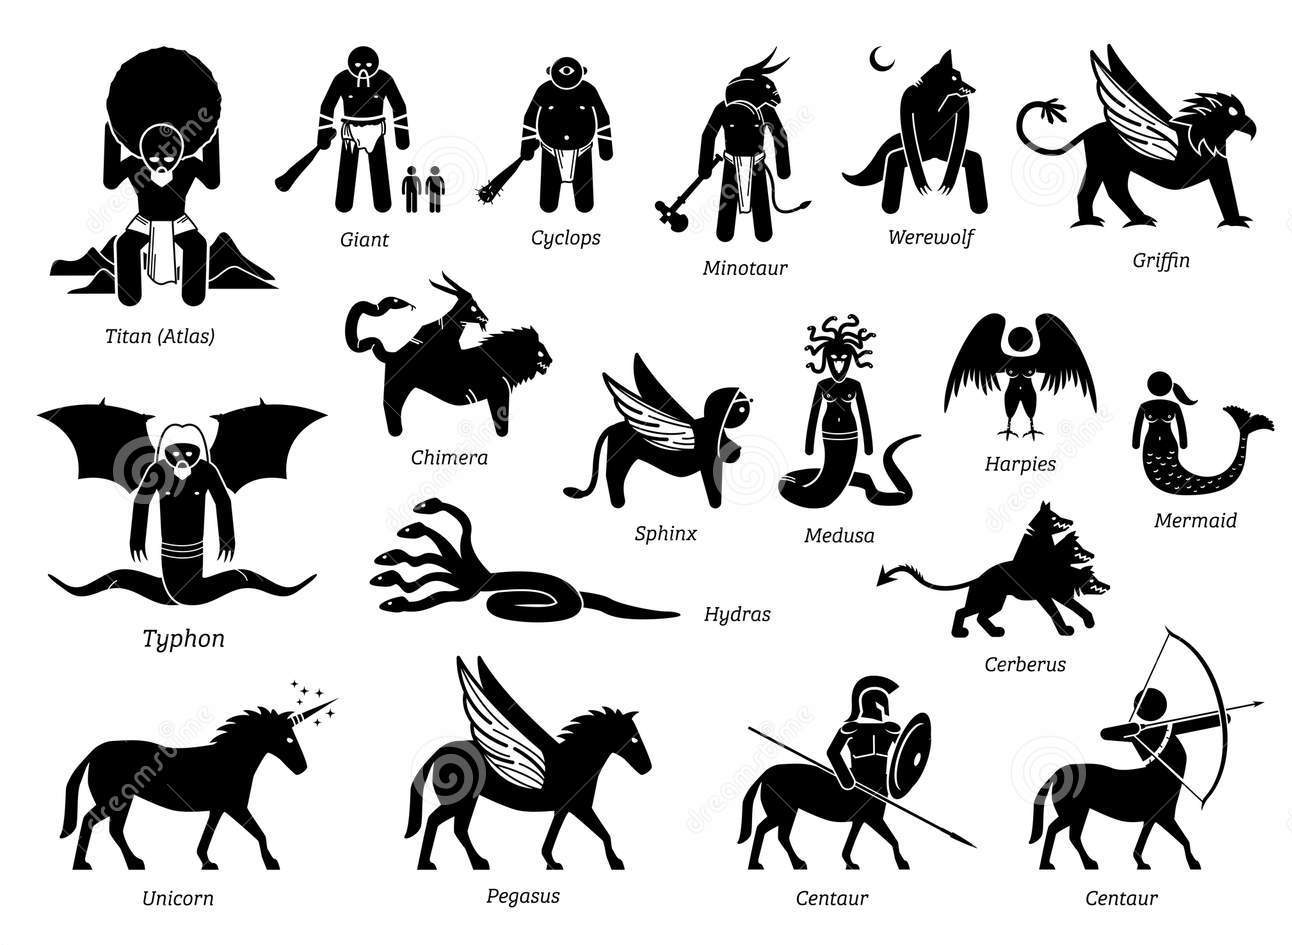 Titan (Atlas)
Giant
Cyclops
Minotaur
Werewolf
Griffin
Chimera
Sphinx
Medusa
Harpies
Mermaid
Typhon
Hydras
Cerberus
Unicorn
Pegasus
Centaur
Centaur
dreamstime